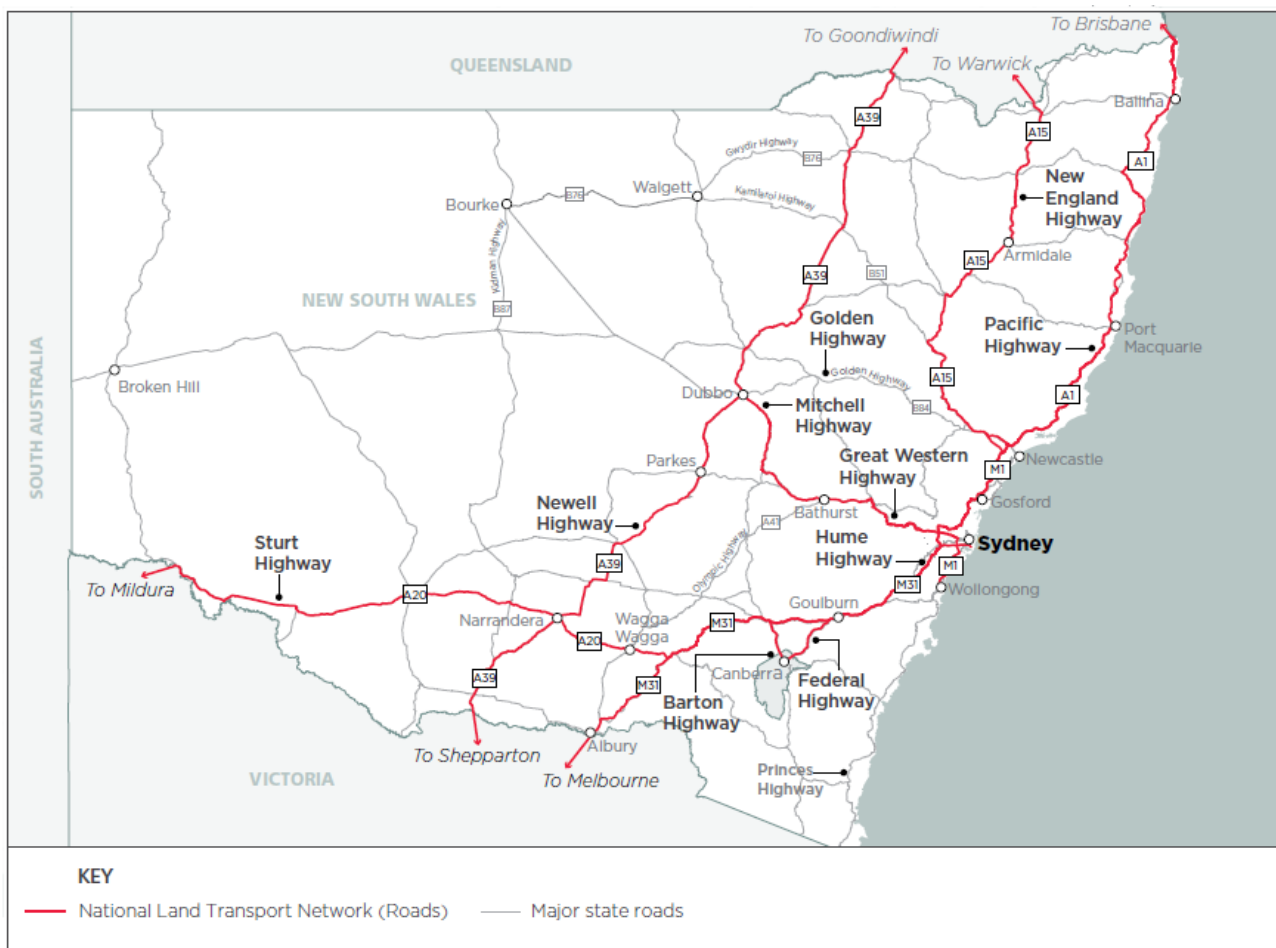 To Brisbane
To Goondiwindi
To Warwick
QUEENSLAND
Ballina
A39
A15
Gwydir Highway
B76
A1
New
England
Highway
Walgett
Kamilaroi Highway
Bourke
B76
Kidman Highway
Armidale
A15
A39
B51
NEW SOUTH WALES
B87
Golden
Highway
Pacific
Highway
Port
Macquarie
SOUTH AUSTRALIA
Broken Hill
Golden Highway
A15
A1
Dubbo
Mitchell
Highway
B84
Great Western
Highway
Newcastle
M1
Parkes
Newell
Highway
Bathurst
Gosford
A41
Hume
Highway
Sydney
Sturt
Highway
Olympic Highway
A39
M1
To Mildura
A20
M31
Wollongong
Narrandera
Wagga
Wagga
M31
Goulburn
A20
Canberra
A39
M31
Barton
Highway
Federal
Highway
To Shepparton
Albury
To Melbourne
VICTORIA
Princes
Highway
KEY
National Land Transport Network (Roads)
Major state roads